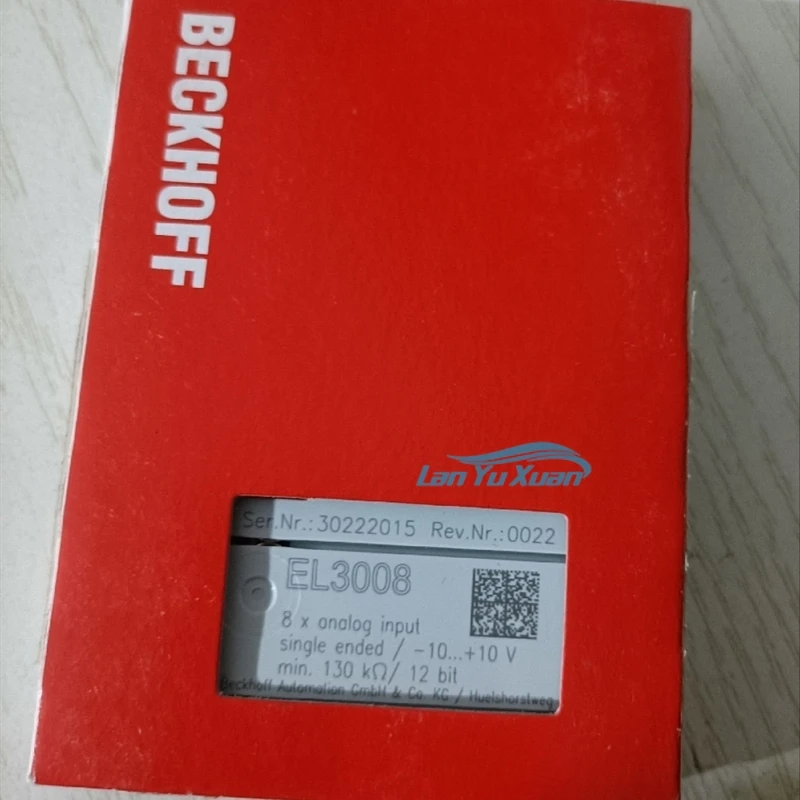 BECKHOFF
Lan Yu Xuan
Ser.Nr.: 30222015 Rev.Nr.:0022
EL3008
8 x analog input
single ended / -10...+10 V
min. 130 kΩ/ 12 bit
Beckhoff Automation GmbH & Co. KG / Huelshorstweg